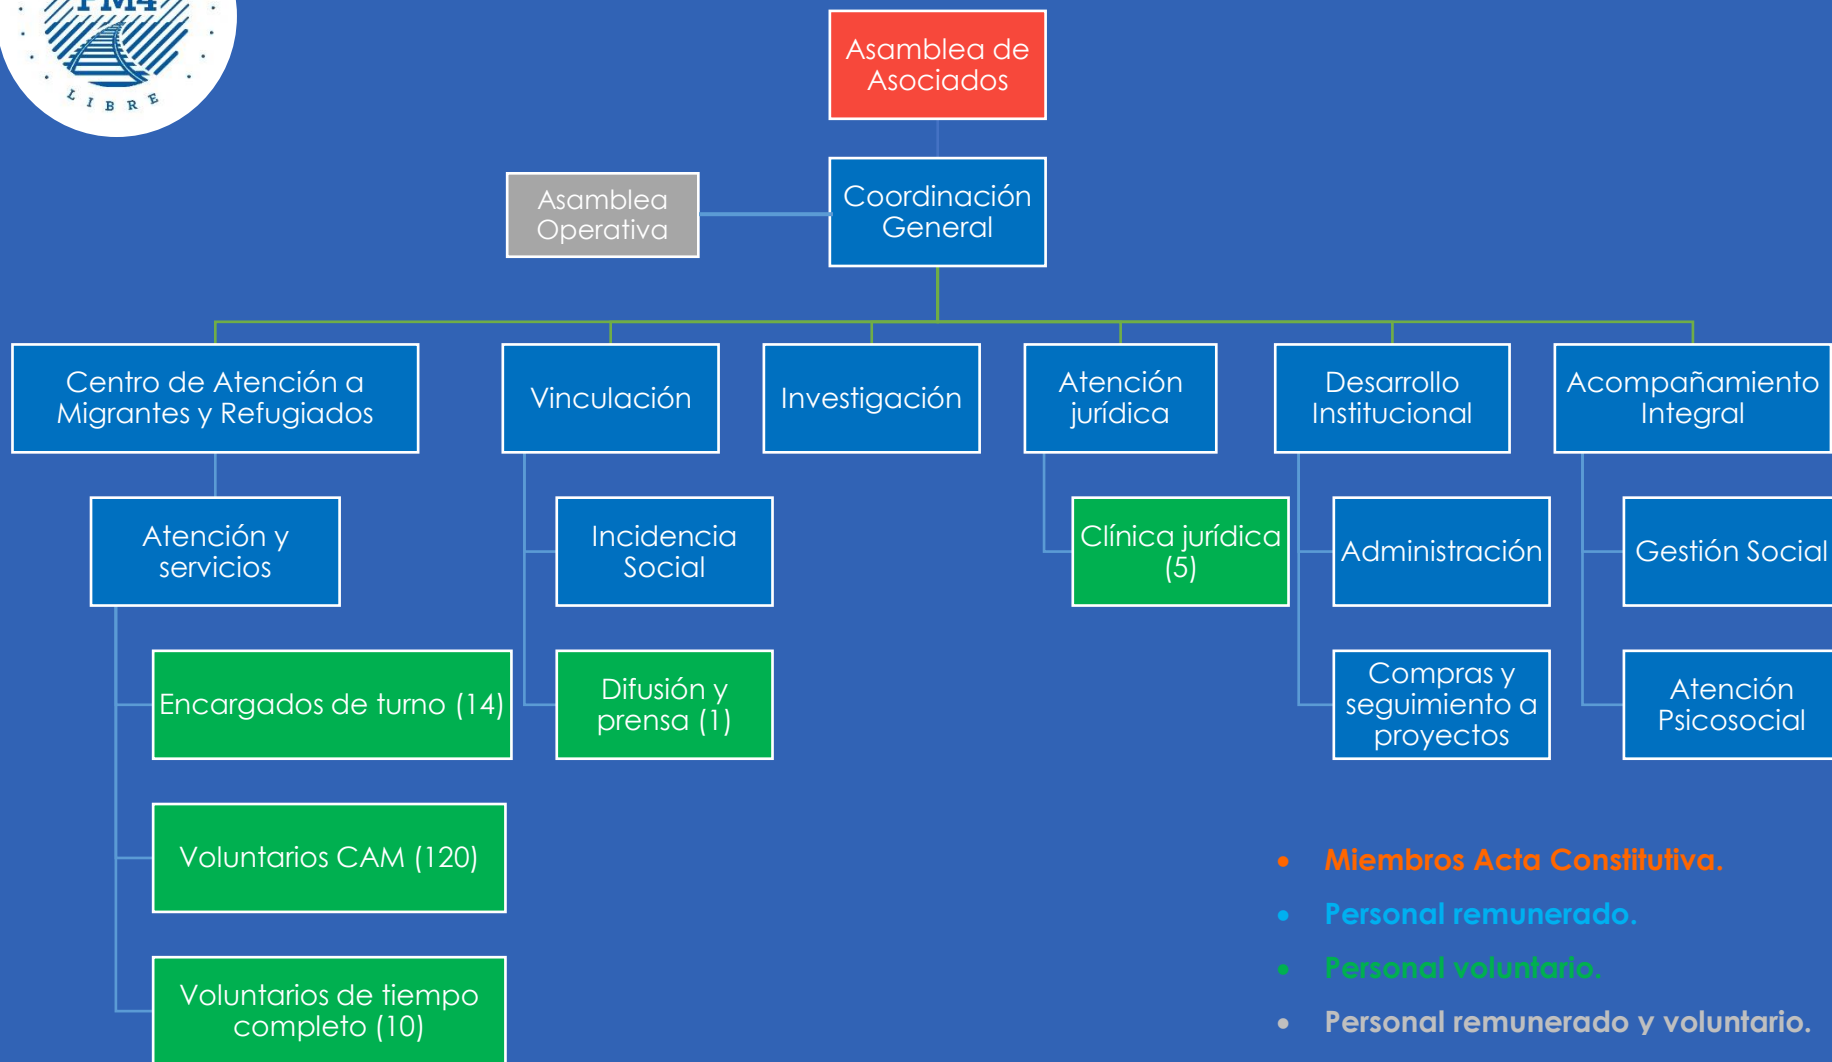 FM4
LIBRE
Asamblea de
Asociados
Asamblea
Operativa
Coordinación
General
Centro de Atención a
Migrantes y Refugiados
Vinculación
Investigación
Atención
jurídica
Desarrollo
Institucional
Acompañamiento
Integral
Atención y
servicios
Incidencia
Social
Clínica jurídica
(5)
Administración
Gestión Social
Encargados de turno (14)
Difusión y
prensa (1)
Compras y
seguimiento a
proyectos
Atención
Psicosocial
Voluntarios CAM (120)
Voluntarios de tiempo
completo (10)
• Miembros Acta Constitutiva.
• Personal remunerado.
• Personal voluntario.
• Personal remunerado y voluntario.